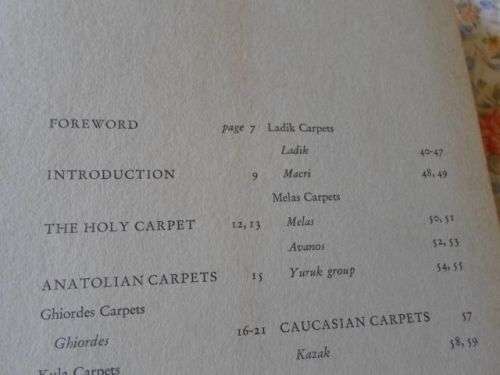 FOREWORD page 7
INTRODUCTION 9
THE HOLY CARPET 12, 13
ANATOLIAN CARPETS 15
Ghiordes Carpets
Ghiordes 16-21
Kula Carpets
Ladik Carpets
Ladik 40-47
Macri 48, 49
Melas Carpets
Melas 50, 51
Avanos 52, 53
Yuruk group 54, 55
CAUCASIAN CARPETS 57
Kazak 58, 59